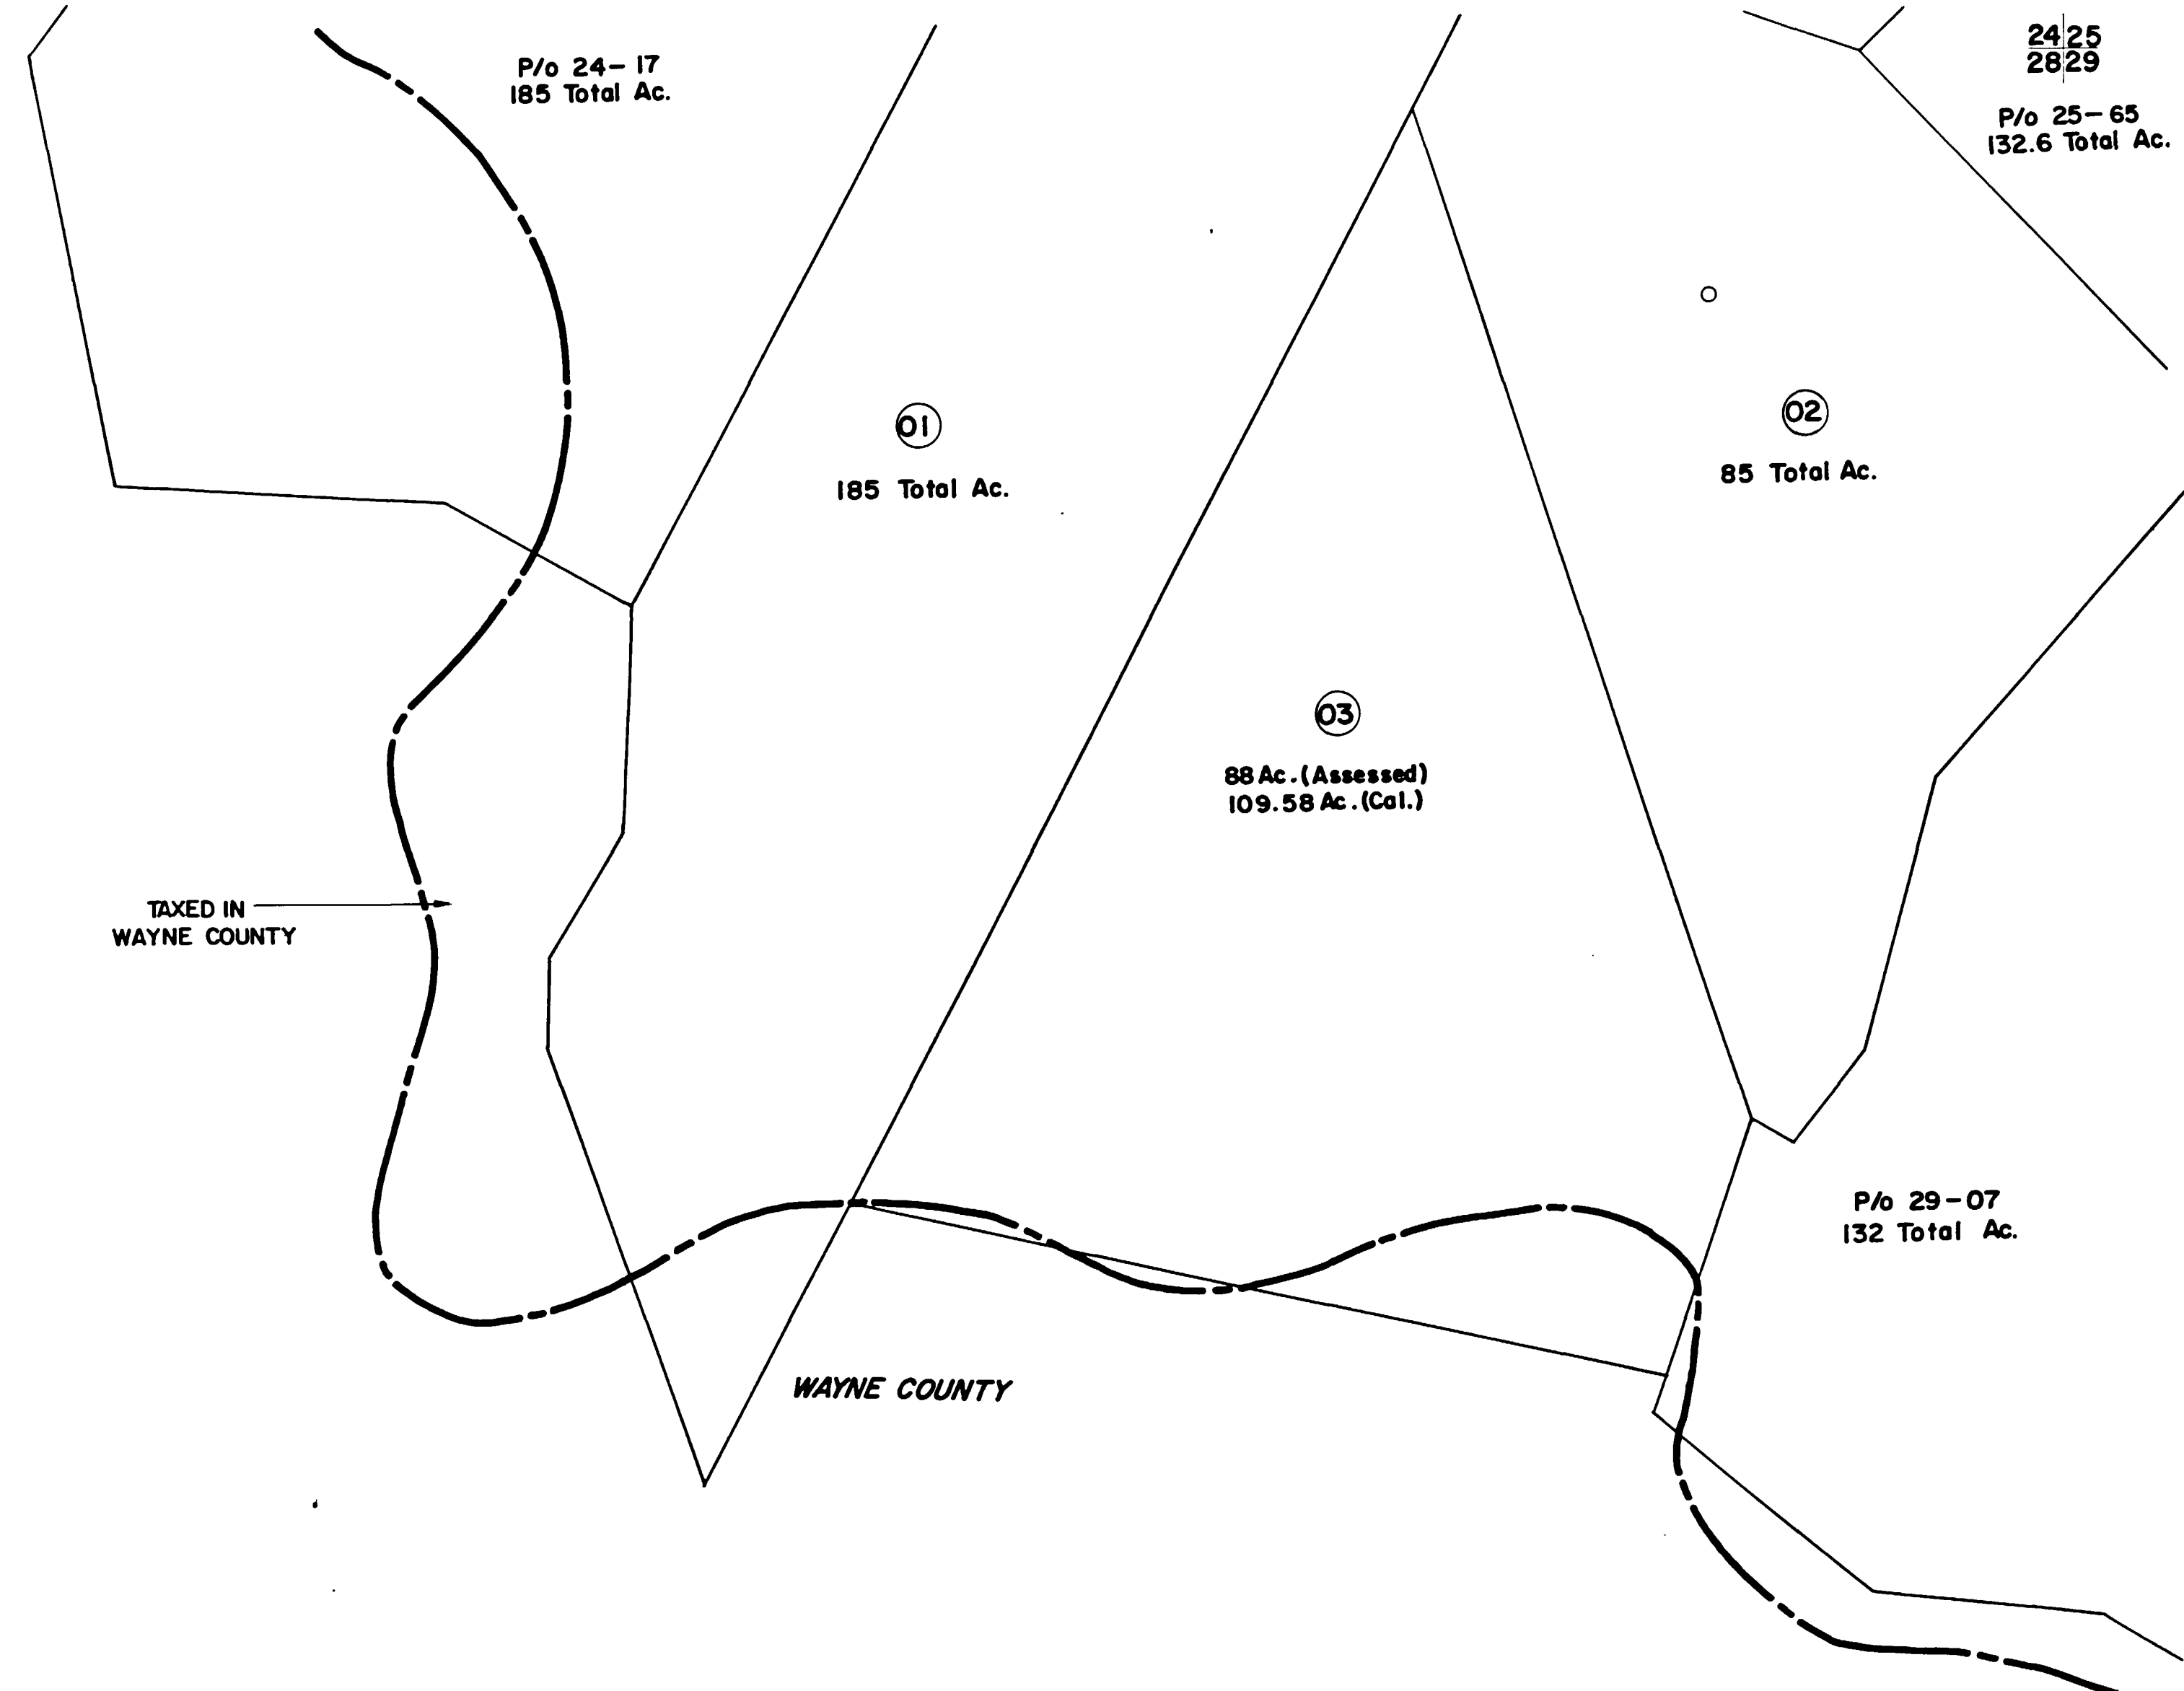 P/o 24-17
185 Total Ac.
24 25
28 29
P/o 25-65
132.6 Total Ac.
01
185 Total Ac.
02
85 Total Ac.
03
88 Ac. (Assessed)
109.58 Ac. (Cal.)
TAXED IN
WAYNE COUNTY
P/o 29-07
132 Total Ac.
WAYNE COUNTY